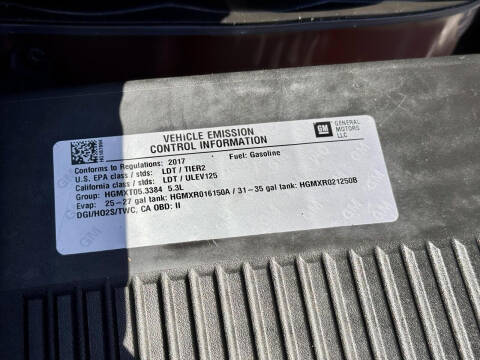 VEHICLE EMISSION
CONTROL INFORMATION
GM GENERAL
MOTORS
LLC
Conforms to Regulations: 2017 Fuel: Gasoline
U.S. EPA class / stds: LDT / TIER2
California class / stds: LDT / ULEV125
Group: HGMXT05.3384 5.3L
Evap: 25-27 gal tank: HGMXR016150A / 31-35 gal tank: HGMXR021250B
DGI/HO2S/TWC, CA OBD: II